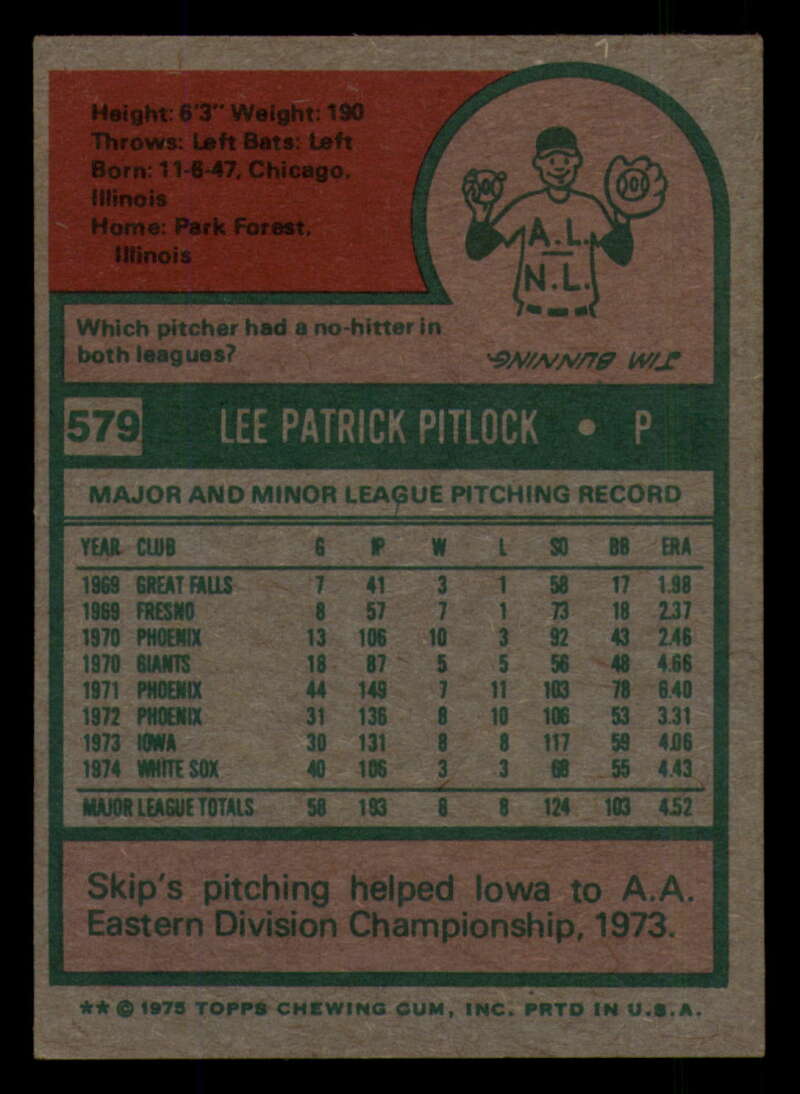 Height: 6'3" Weight: 190
Throws: Left Bats: Left
Born: 11-6-47, Chicago,
Illinois
Home: Park Forest,
Illinois
A.L.
N.L.
Which pitcher had a no-hitter in
both leagues?
JIM BUNNING
579 LEE PATRICK PITLOCK • P
MAJOR AND MINOR LEAGUE PITCHING RECORD
YEAR CLUB G IP W L SO BB ERA
1969 GREAT FALLS 7 41 3 1 58 17 1.98
1969 FRESNO 8 57 7 1 73 18 2.37
1970 PHOENIX 13 106 10 3 92 43 2.46
1970 GIANTS 18 87 5 5 56 48 4.66
1971 PHOENIX 44 149 7 11 103 78 6.40
1972 PHOENIX 31 136 8 10 106 53 3.31
1973 IOWA 30 131 8 8 117 59 4.06
1974 WHITE SOX 40 106 3 3 68 55 4.43
MAJOR LEAGUE TOTALS 58 193 8 8 124 103 4.52
Skip's pitching helped Iowa to A.A.
Eastern Division Championship, 1973.
** © 1975 TOPPS CHEWING GUM, INC. PRTD IN U.S.A.